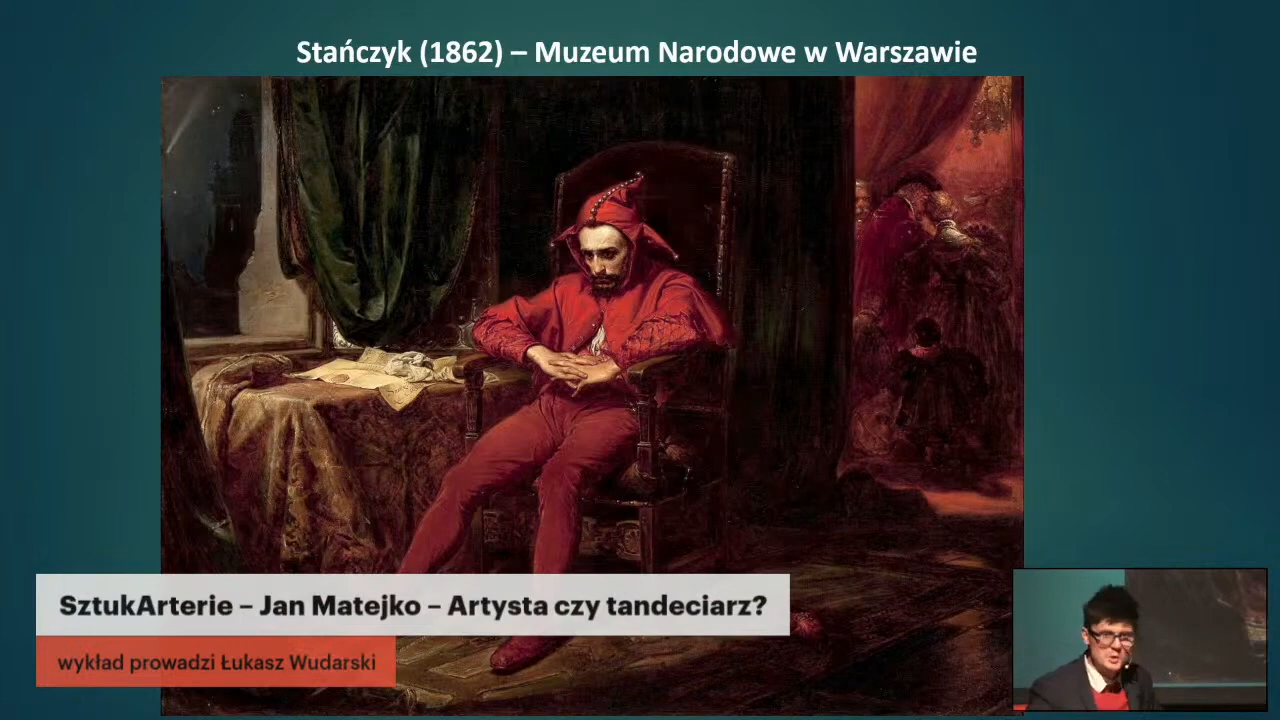 Stańczyk (1862) – Muzeum Narodowe w Warszawie
SztukArterie – Jan Matejko – Artysta czy tandeciarz?
wykład prowadzi Łukasz Wudarski